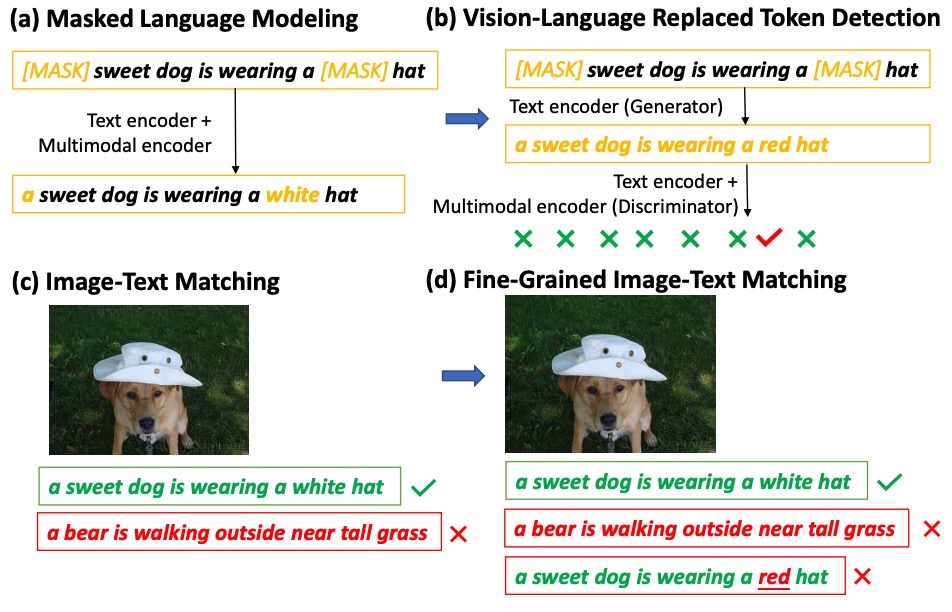 (a) Masked Language Modeling
[MASK] sweet dog is wearing a [MASK] hat
Text encoder +
Multimodal encoder
a sweet dog is wearing a white hat
(b) Vision-Language Replaced Token Detection
[MASK] sweet dog is wearing a [MASK] hat
Text encoder (Generator)
a sweet dog is wearing a red hat
Text encoder +
Multimodal encoder (Discriminator)
(c) Image-Text Matching
a sweet dog is wearing a white hat
a bear is walking outside near tall grass
(d) Fine-Grained Image-Text Matching
a sweet dog is wearing a white hat
a bear is walking outside near tall grass
a sweet dog is wearing a red hat